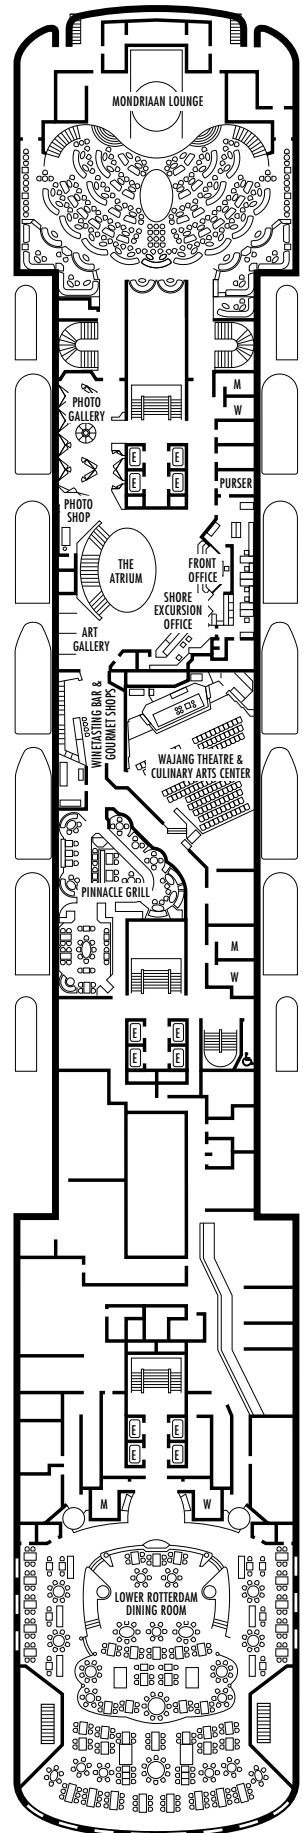 MONDRIAAN LOUNGE
M
W
PHOTO
GALLERY
E E
E E
PURSER
PHOTO
SHOP
THE
ATRIUM
FRONT
OFFICE
SHORE
EXCURSION
OFFICE
ART
GALLERY
WINETASTING BAR &
GOURMET SHOPS
WAJANG THEATRE &
CULINARY ARTS CENTER
PINNACLE GRILL
M
W
E E
E E
E E
E E
M W
LOWER ROTTERDAM
DINING ROOM